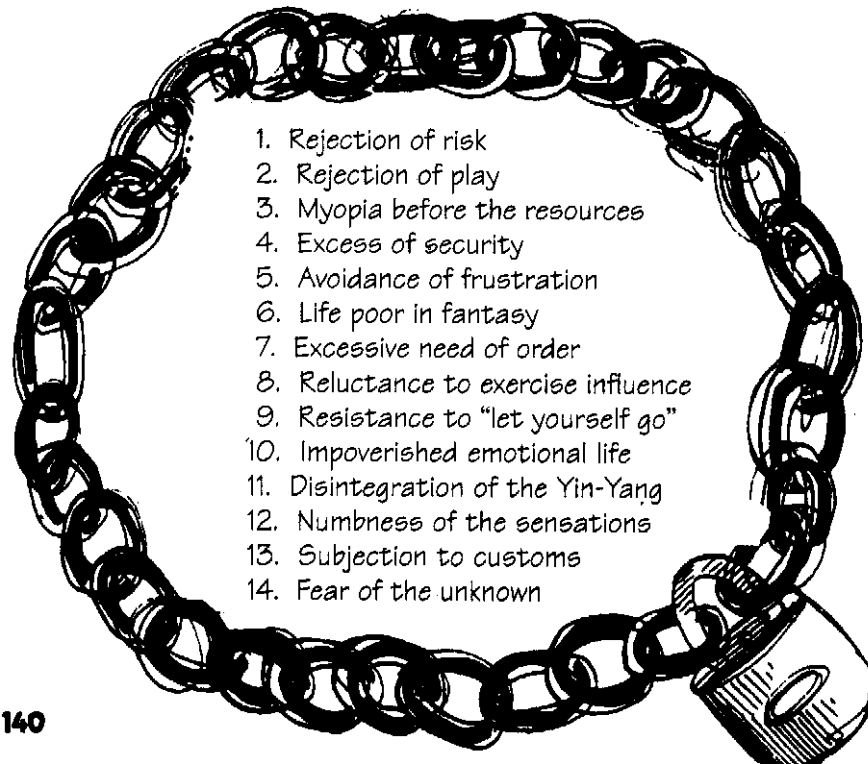 1. Rejection of risk
2. Rejection of play
3. Myopia before the resources
4. Excess of security
5. Avoidance of frustration
6. Life poor in fantasy
7. Excessive need of order
8. Reluctance to exercise influence
9. Resistance to "let yourself go"
10. Impoverished emotional life
11. Disintegration of the Yin-Yang
12. Numbness of the sensations
13. Subjection to customs
14. Fear of the unknown
140